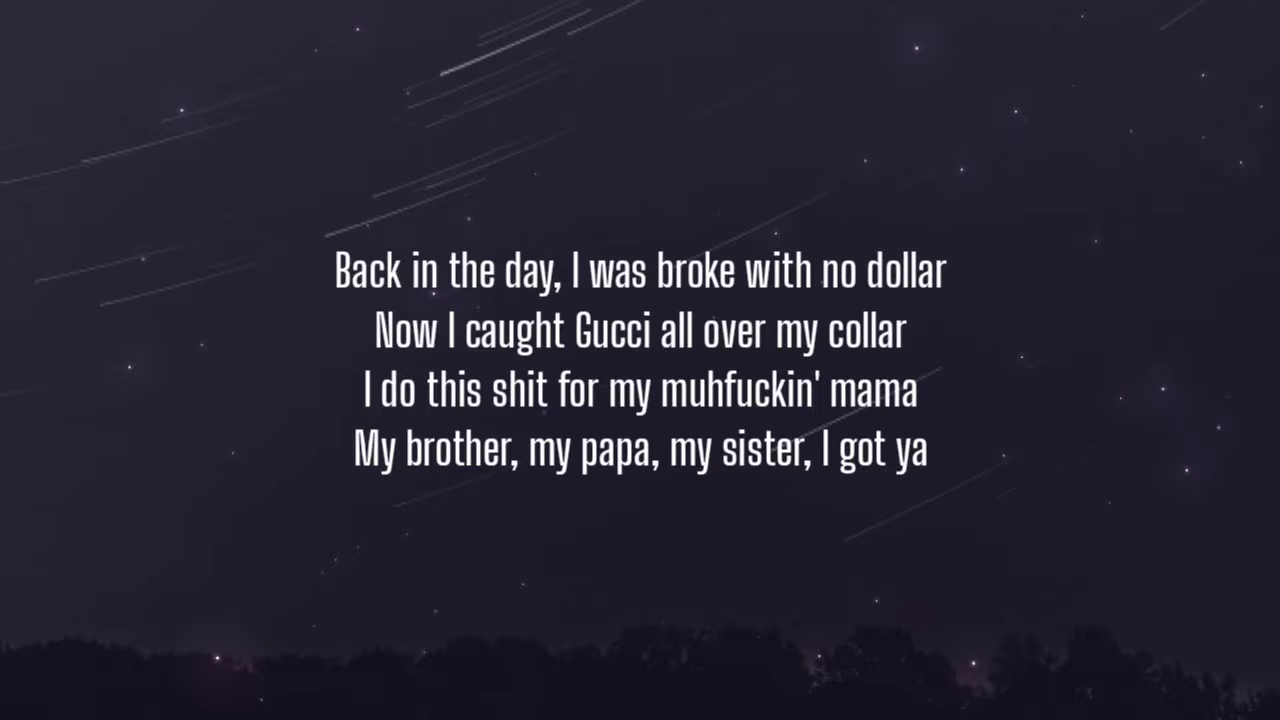 Back in the day, I was broke with no dollar
Now I caught Gucci all over my collar
I do this shit for my muhfuckin' mama
My brother, my papa, my sister, I got ya